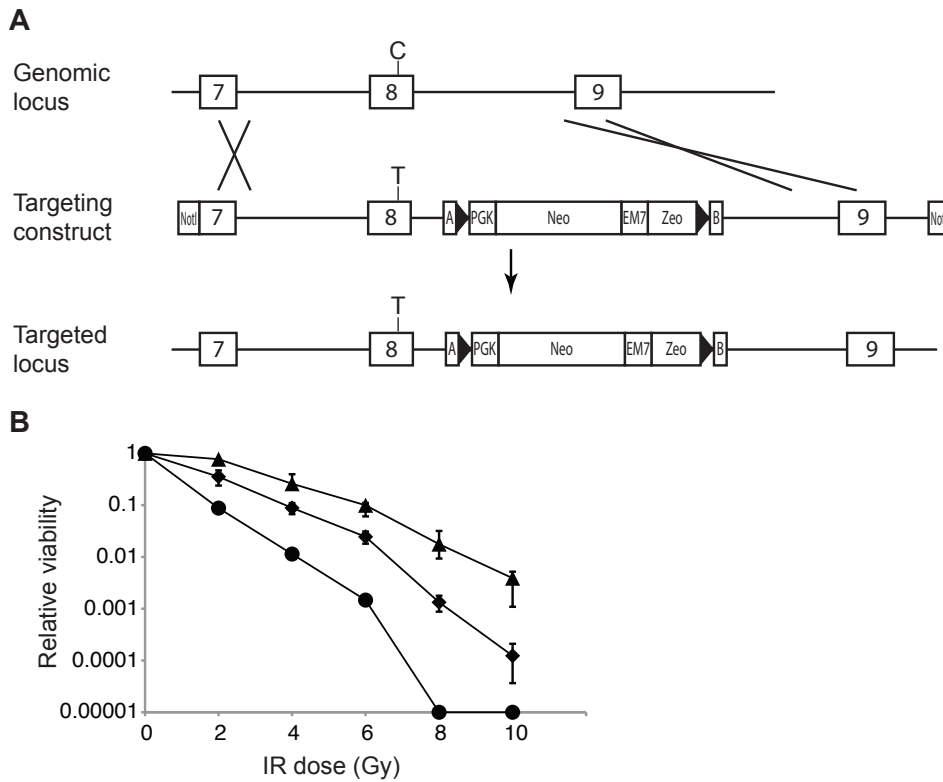 A
C
Genomic locus
7 8 9
T
Targeting construct
NotI 7 8 A PGK Neo EM7 Zeo B 9 Not
T
Targeted locus
7 8 A PGK Neo EM7 Zeo B 9
B
Relative viability
1
0.1
0.01
0.001
0.0001
0.00001
0 2 4 6 8 10
IR dose (Gy)